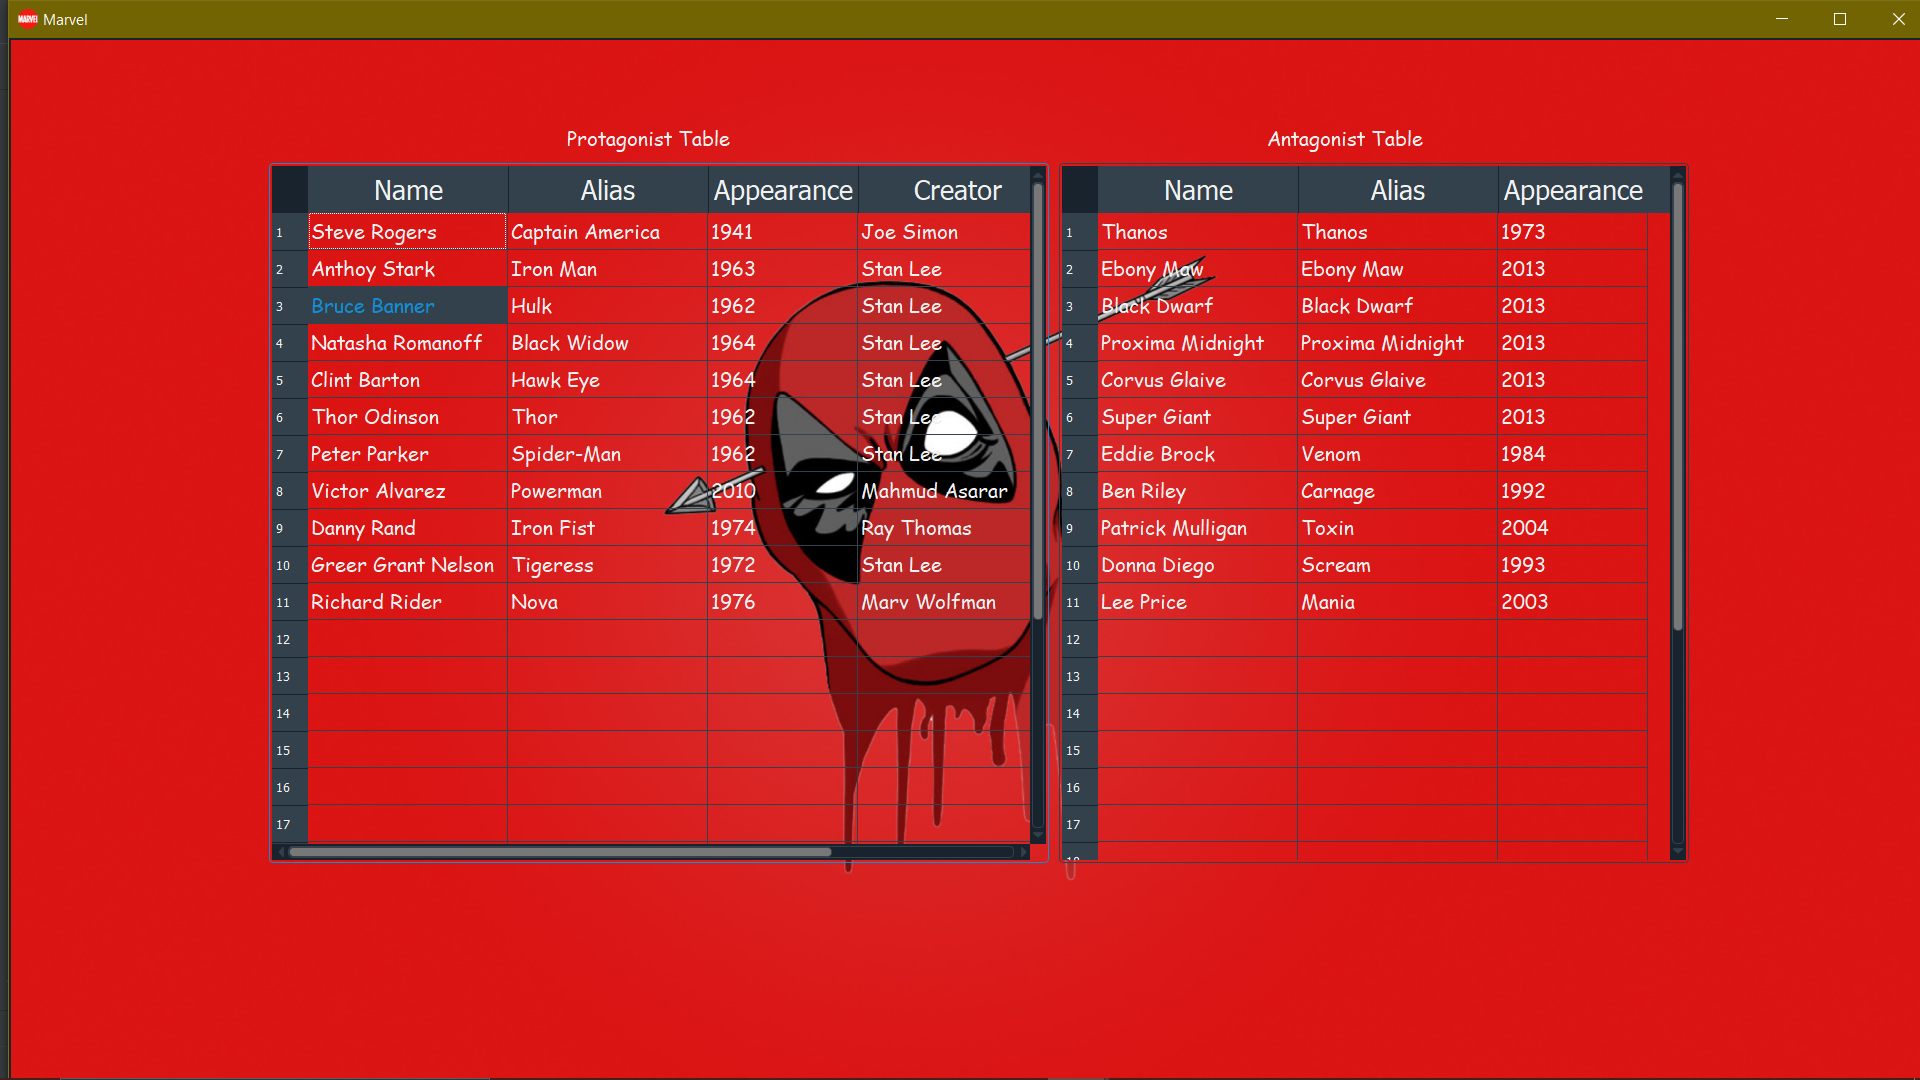 MARVEL Marvel
Protagonist Table
Name Alias Appearance Creator
1 Steve Rogers Captain America 1941 Joe Simon
2 Anthoy Stark Iron Man 1963 Stan Lee
3 Bruce Banner Hulk 1962 Stan Lee
4 Natasha Romanoff Black Widow 1964 Stan Lee
5 Clint Barton Hawk Eye 1964 Stan Lee
6 Thor Odinson Thor 1962 Stan Lee
7 Peter Parker Spider-Man 1962 Stan Lee
8 Victor Alvarez Powerman 2010 Mahmud Asarar
9 Danny Rand Iron Fist 1974 Ray Thomas
10 Greer Grant Nelson Tigeress 1972 Stan Lee
11 Richard Rider Nova 1976 Marv Wolfman
12
13
14
15
16
17
Antagonist Table
Name Alias Appearance
1 Thanos Thanos 1973
2 Ebony Maw Ebony Maw 2013
3 Black Dwarf Black Dwarf 2013
4 Proxima Midnight Proxima Midnight 2013
5 Corvus Glaive Corvus Glaive 2013
6 Super Giant Super Giant 2013
7 Eddie Brock Venom 1984
8 Ben Riley Carnage 1992
9 Patrick Mulligan Toxin 2004
10 Donna Diego Scream 1993
11 Lee Price Mania 2003
12
13
14
15
16
17